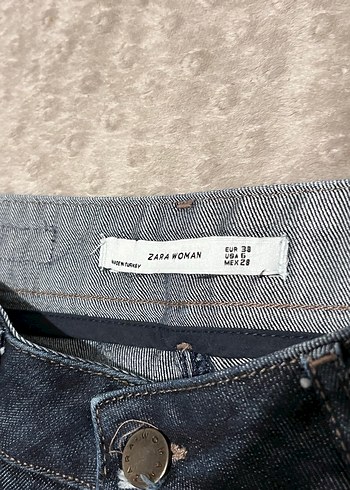 ZARA WOMAN
MADE IN TURKEY
EUR 38
USA 6
MEX 28